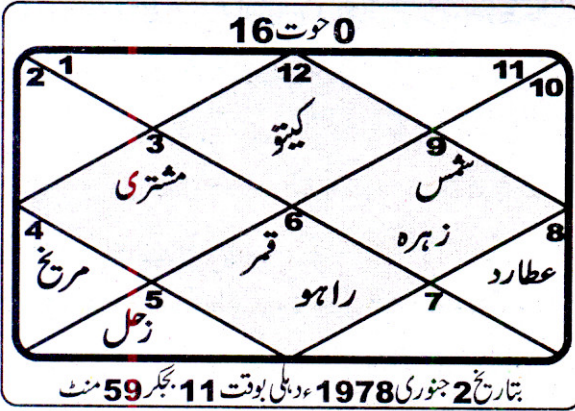 0 حوت 16
2 1 12 11 10
کیتو
3 9
مشتری شمس
6
زہرہ
4 قمر 8
مریخ راہو عطارد
5 7
زحل
بتاریخ 2 جنوری 1978ء دہلی بوقت 11 بجکر 59 منٹ